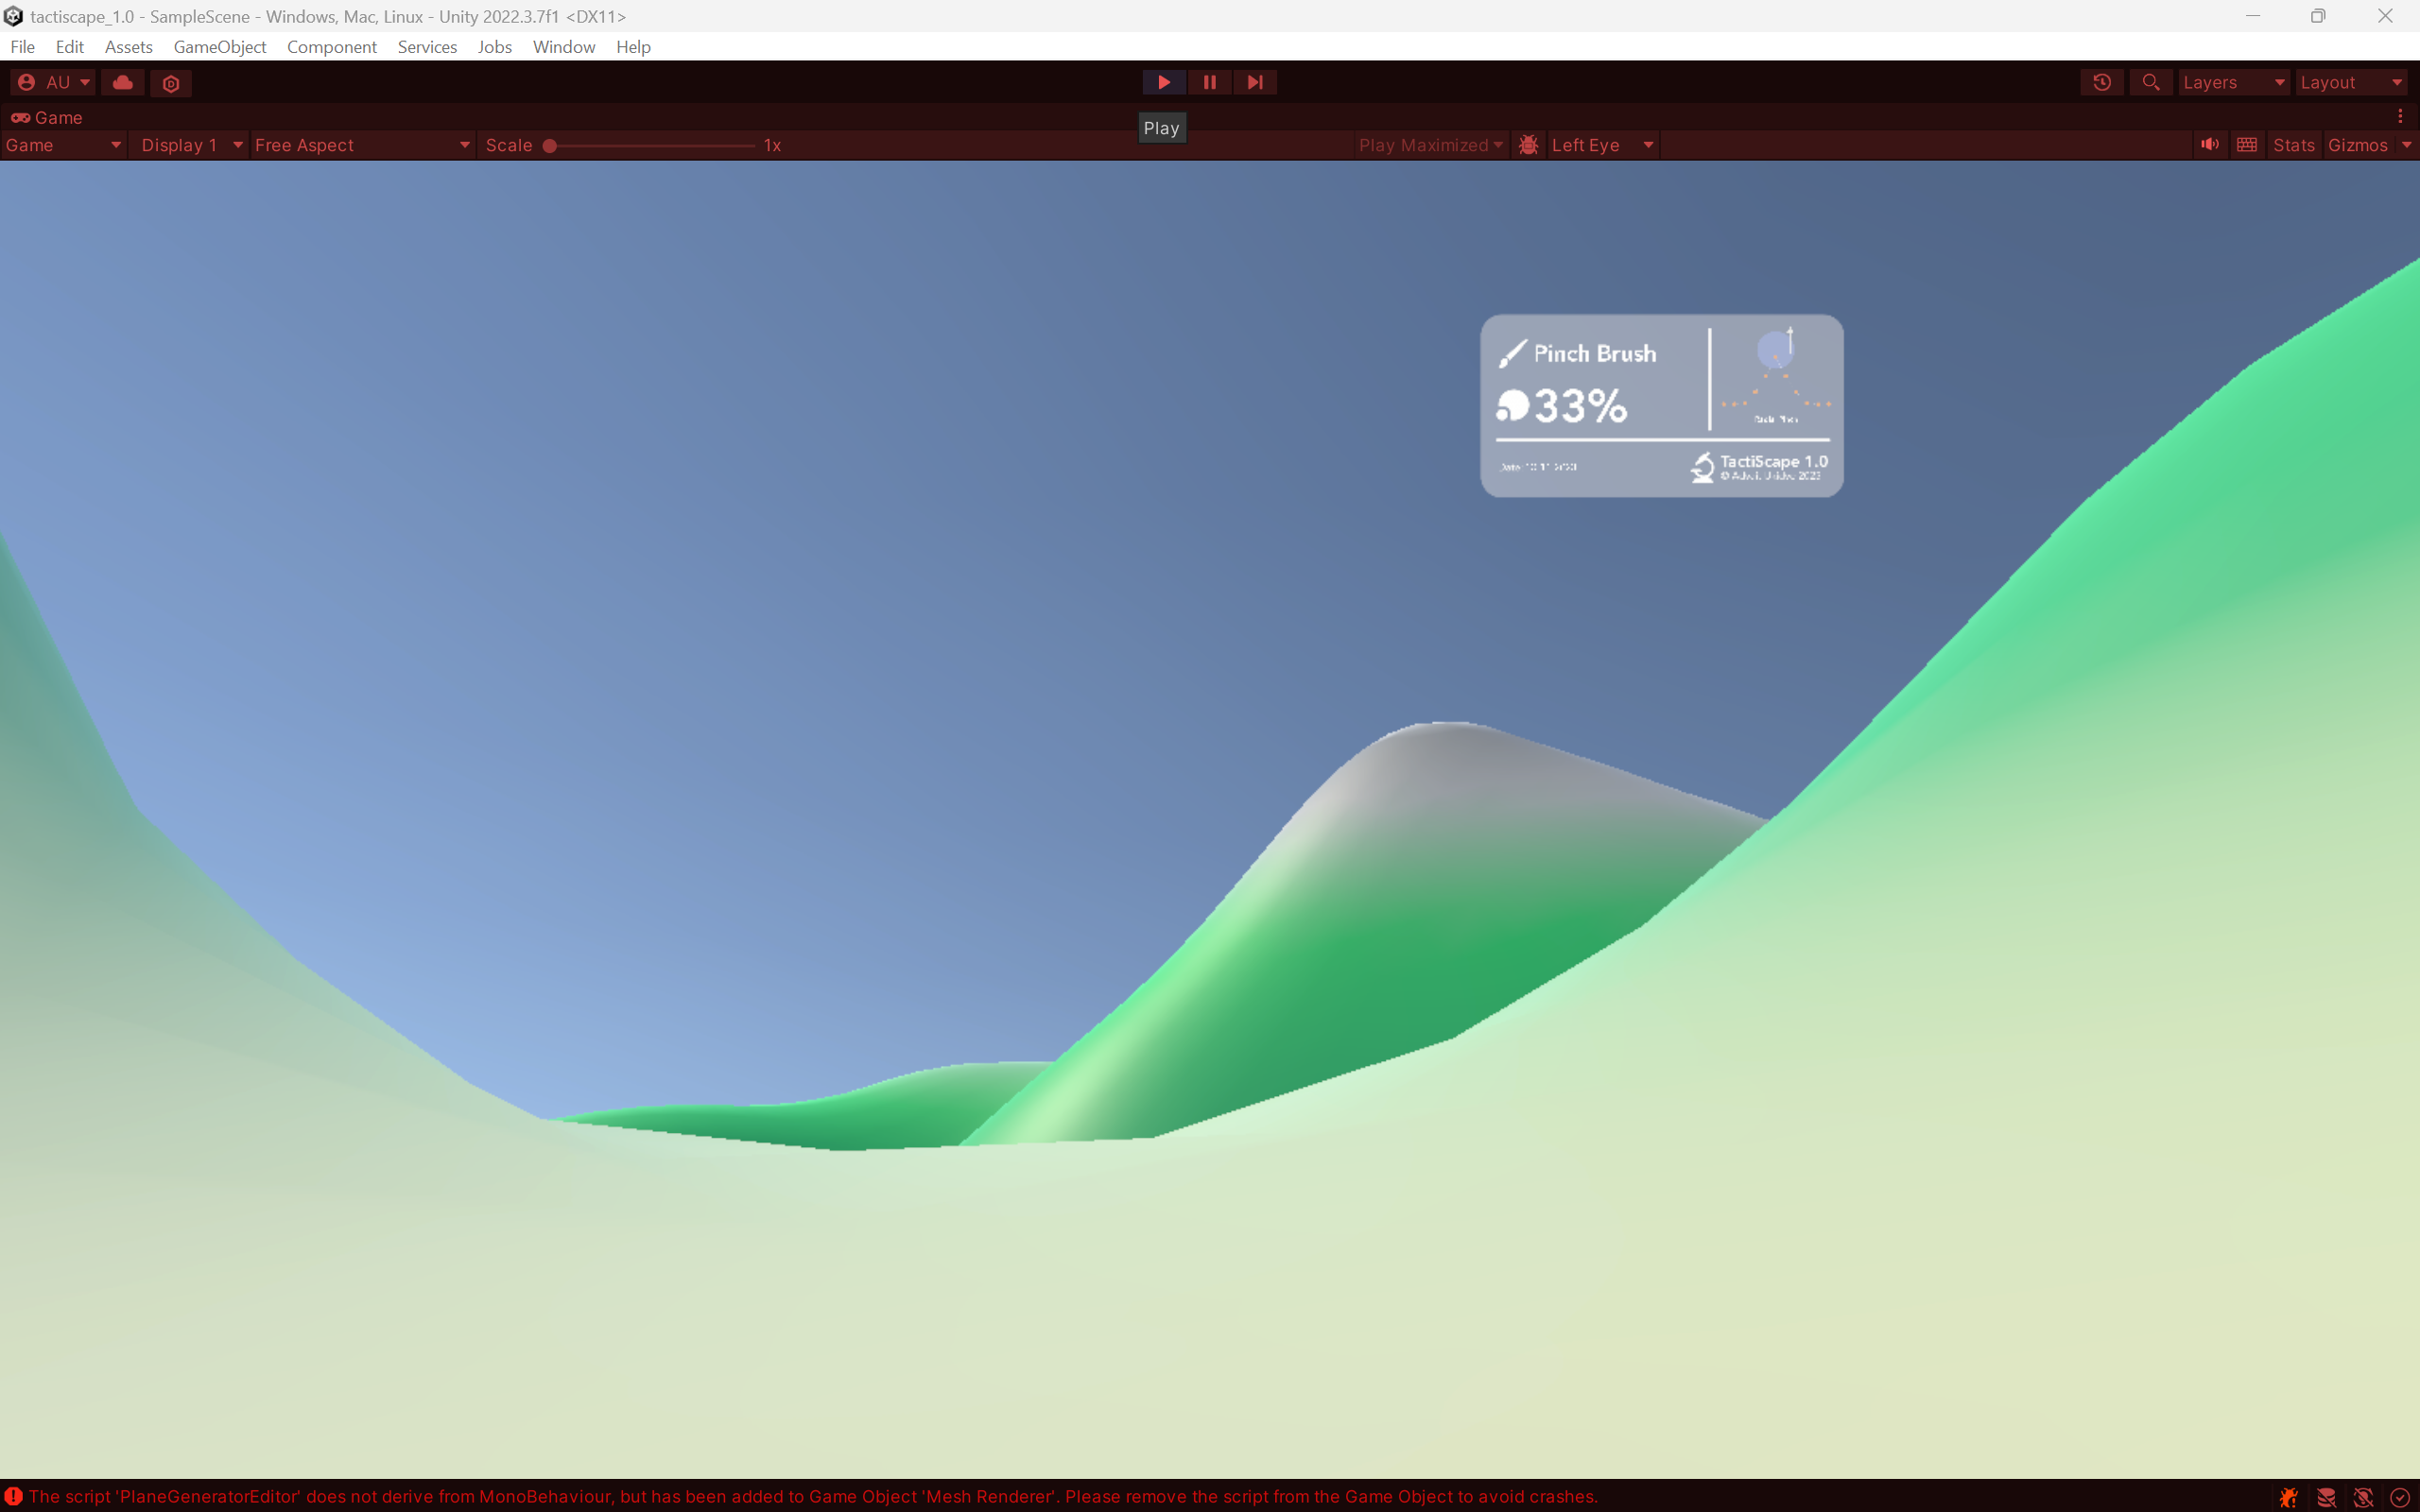 tactiscape_1.0 - SampleScene - Windows, Mac, Linux - Unity 2022.3.7f1 <DX11>
File Edit Assets GameObject Component Services Jobs Window Help
AU Layers Layout
Game
Play
Game Display 1 Free Aspect Scale 1x Play Maximized Left Eye Stats Gizmos
Pinch Brush
33%
TactiScape 1.0
The script 'PlaneGeneratorEditor' does not derive from MonoBehaviour, but has been added to Game Object 'Mesh Renderer'. Please remove the script from the Game Object to avoid crashes.